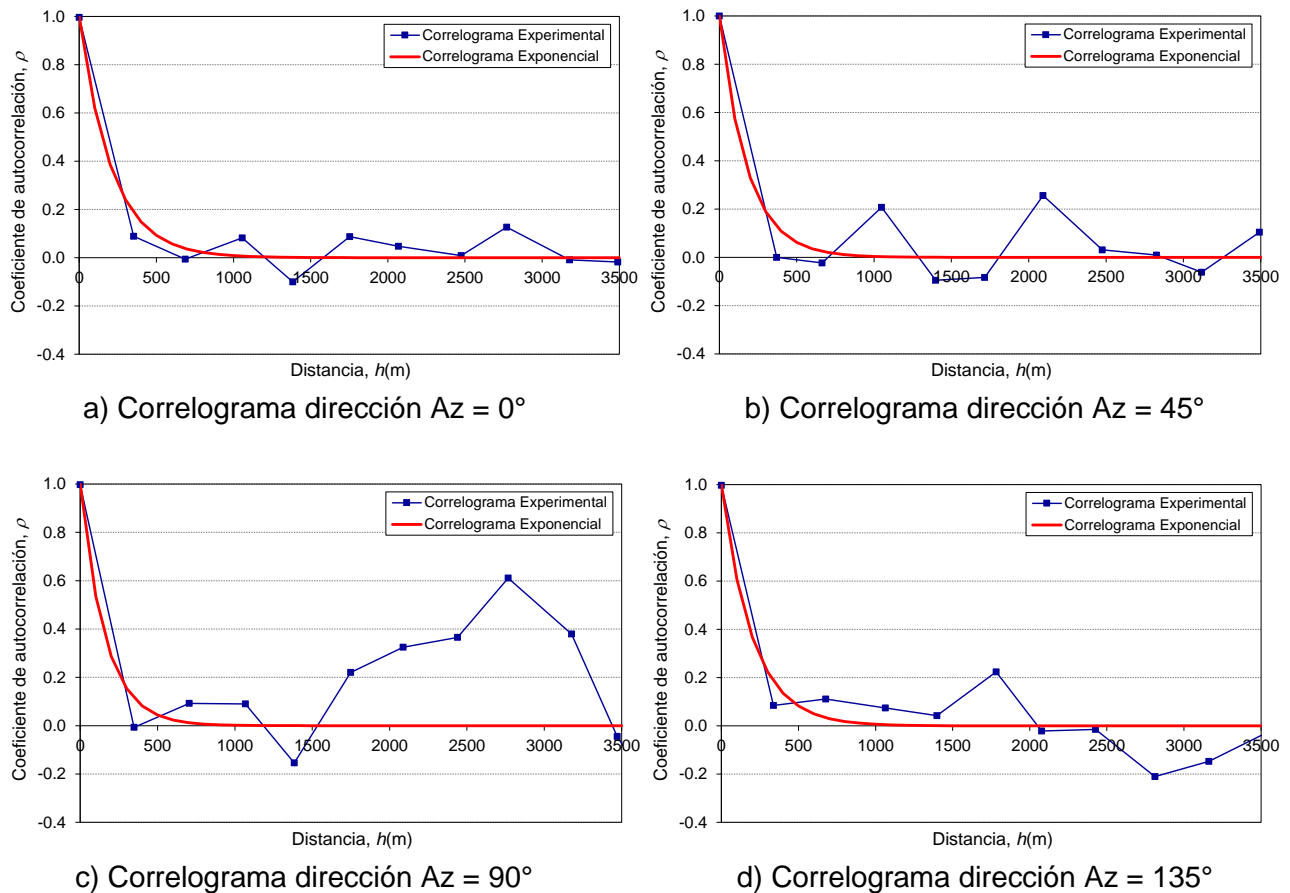 Coeficiente de autocorrelación, ρ
1.0
0.8
0.6
0.4
0.2
0.0
-0.2
-0.4
0 500 1000 1500 2000 2500 3000 3500
Distancia, h(m)
Correlograma Experimental
Correlograma Exponencial
a) Correlograma dirección Az = 0°
Coeficiente de autocorrelación, ρ
1.0
0.8
0.6
0.4
0.2
0.0
-0.2
-0.4
0 500 1000 1500 2000 2500 3000 3500
Distancia, h(m)
Correlograma Experimental
Correlograma Exponencial
b) Correlograma dirección Az = 45°
Coeficiente de autocorrelación, ρ
1.0
0.8
0.6
0.4
0.2
0.0
-0.2
-0.4
0 500 1000 1500 2000 2500 3000 3500
Distancia, h(m)
Correlograma Experimental
Correlograma Exponencial
c) Correlograma dirección Az = 90°
Coeficiente de autocorrelación, ρ
1.0
0.8
0.6
0.4
0.2
0.0
-0.2
-0.4
0 500 1000 1500 2000 2500 3000 3500
Distancia, h(m)
Correlograma Experimental
Correlograma Exponencial
d) Correlograma dirección Az = 135°